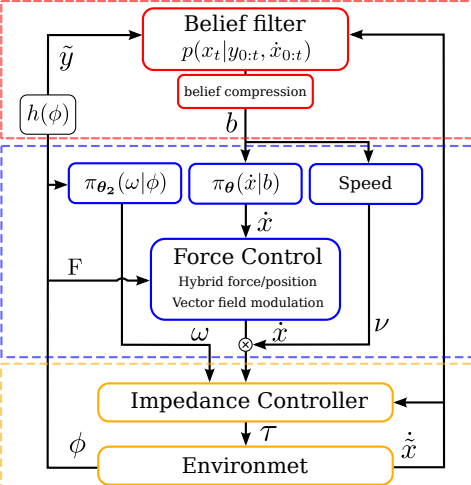 Belief filter
p(x_t|y_{0:t}, ẋ_{0:t})
ỹ
belief compression
h(ϕ)
b
π_{θ₂}(ω|ϕ)
π_θ(ẋ|b)
Speed
ẋ
F
Force Control
Hybrid force/position
Vector field modulation
ω
ẋ
ν
⊗
Impedance Controller
ϕ
τ
x̃̇
Environmet